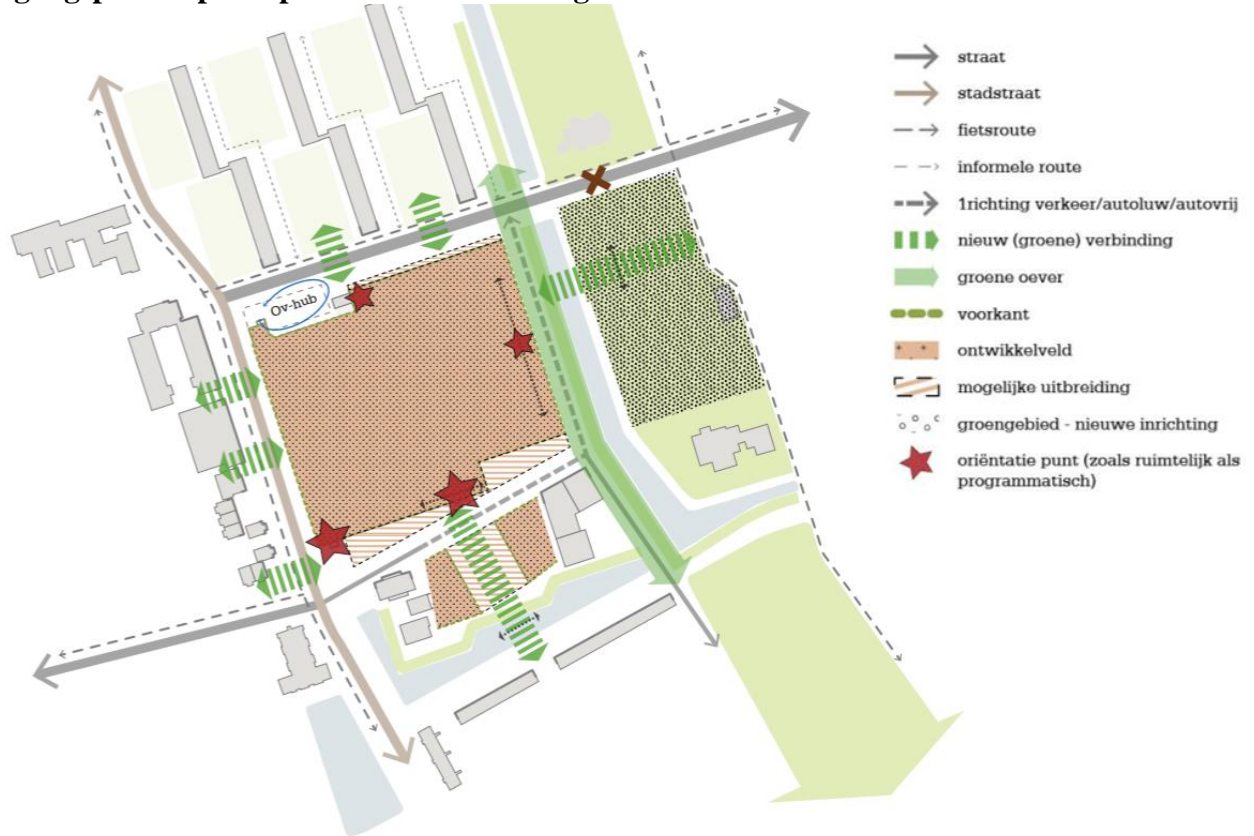 Ov-hub
straat
stadstraat
fietsroute
informele route
1richting verkeer/autoluw/autovrij
nieuw (groene) verbinding
groene oever
voorkant
ontwikkelveld
mogelijke uitbreiding
groengebied - nieuwe inrichting
oriëntatie punt (zoals ruimtelijk als
programmatisch)